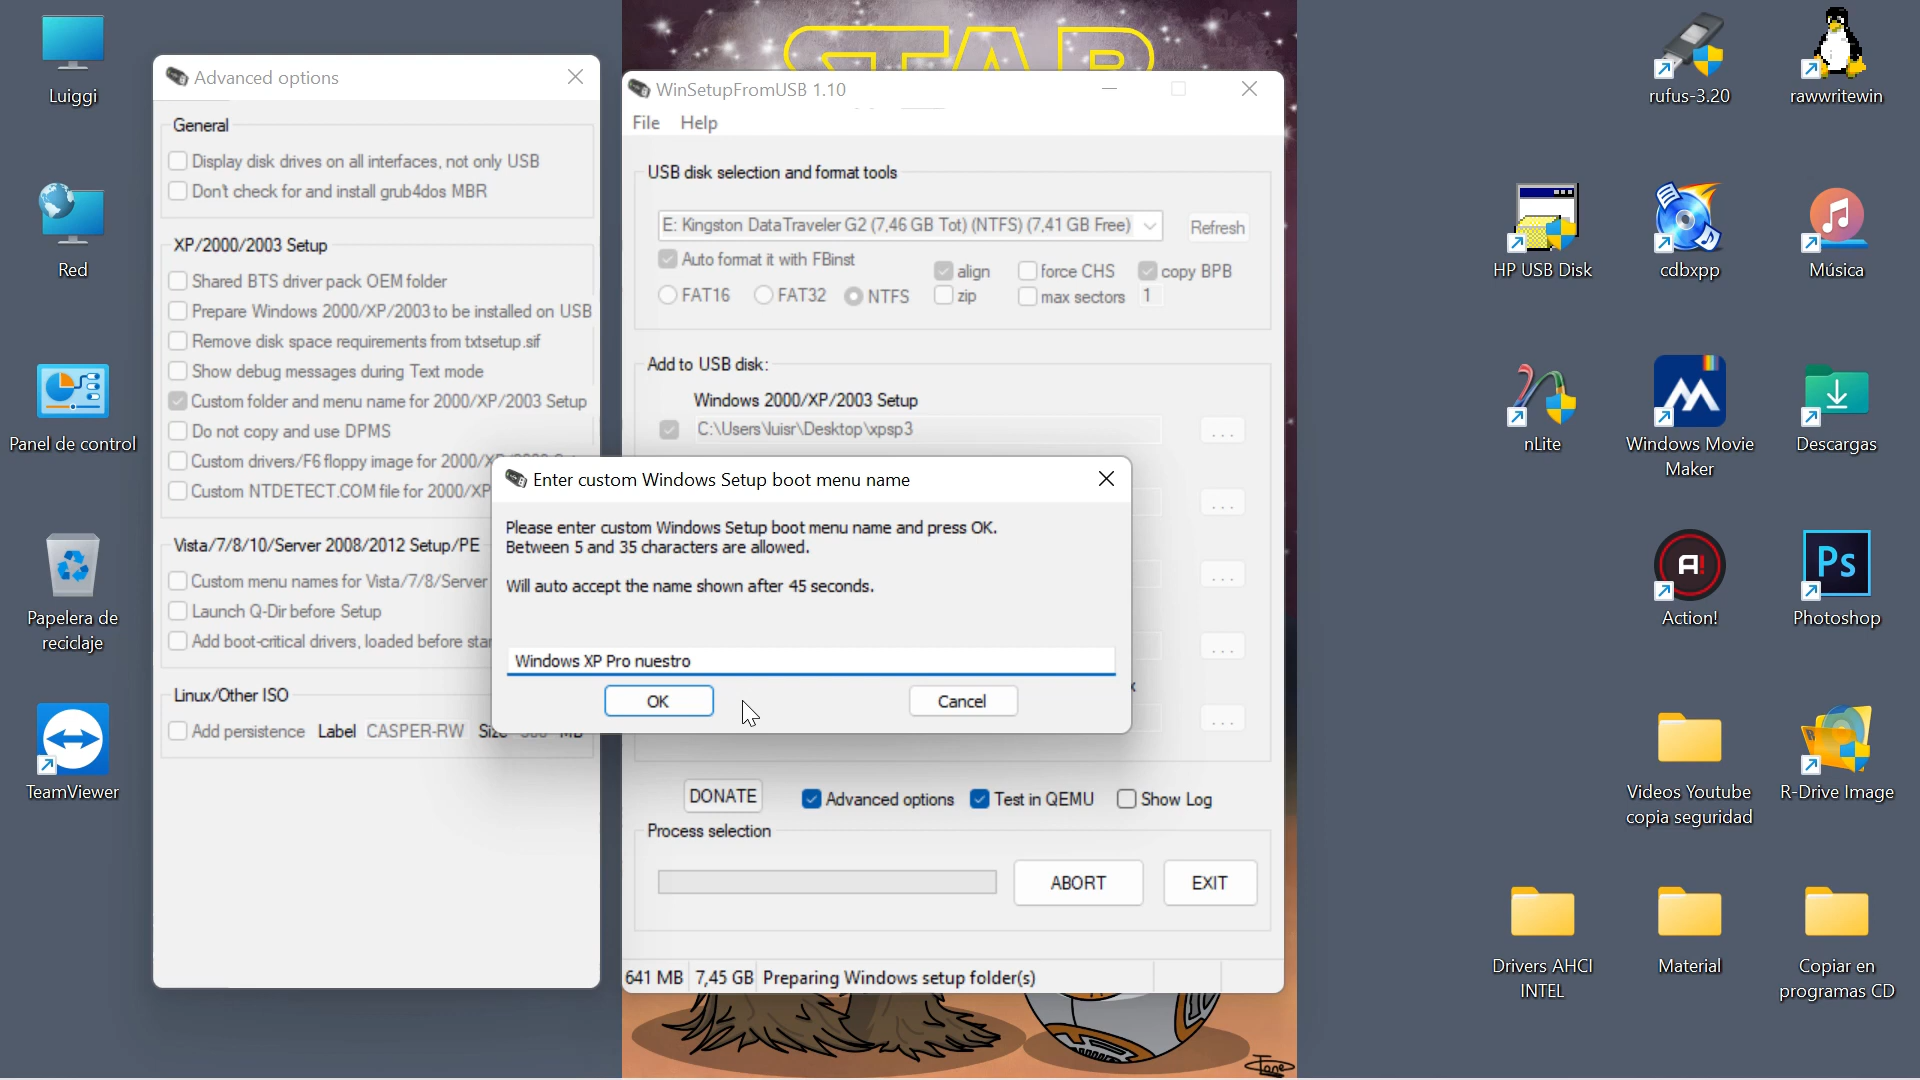 Luiggi
Red
Panel de control
Papelera de
reciclaje
TeamViewer
Advanced options
General
Display disk drives on all interfaces, not only USB
Don't check for and install grub4dos MBR
XP/2000/2003 Setup
Shared BTS driver pack OEM folder
Prepare Windows 2000/XP/2003 to be installed on USB
Remove disk space requirements from txtsetup.sif
Show debug messages during Text mode
Custom folder and menu name for 2000/XP/2003 Setup
Do not copy and use DPMS
Custom drivers/F6 floppy image for 2000/
Custom NTDETECT.COM file for 2000/XP
Vista/7/8/10/Server 2008/2012 Setup/PE
Custom menu names for Vista/7/8/Server
Launch Q-Dir before Setup
Add boot-critical drivers, loaded before
Linux/Other ISO
Add persistence Label CASPER-RW
STAR
WinSetupFromUSB 1.10
File Help
USB disk selection and format tools
E: Kingston DataTraveler G2 (7,46 GB Tot) (NTFS) (7,41 GB Free) Refresh
Auto format it with FBinst
align force CHS copy BPB
FAT16 FAT32 NTFS zip max sectors 1
Add to USB disk:
Windows 2000/XP/2003 Setup
C:\Users\luisr\Desktop\xpsp3 ...
...
...
...
...
Enter custom Windows Setup boot menu name
Please enter custom Windows Setup boot menu name and press OK.
Between 5 and 35 characters are allowed.
Will auto accept the name shown after 45 seconds.
Windows XP Pro nuestro
OK Cancel
DONATE Advanced options Test in QEMU Show Log
Process selection
ABORT EXIT
641 MB 7,45 GB Preparing Windows setup folder(s)
rufus-3.20
rawwritewin
HP USB Disk
cdbxpp
Música
nLite
Windows Movie
Maker
Descargas
A!
Action!
Ps
Photoshop
Videos Youtube
copia seguridad
R-Drive Image
Drivers AHCI
INTEL
Material
Copiar en
programas CD